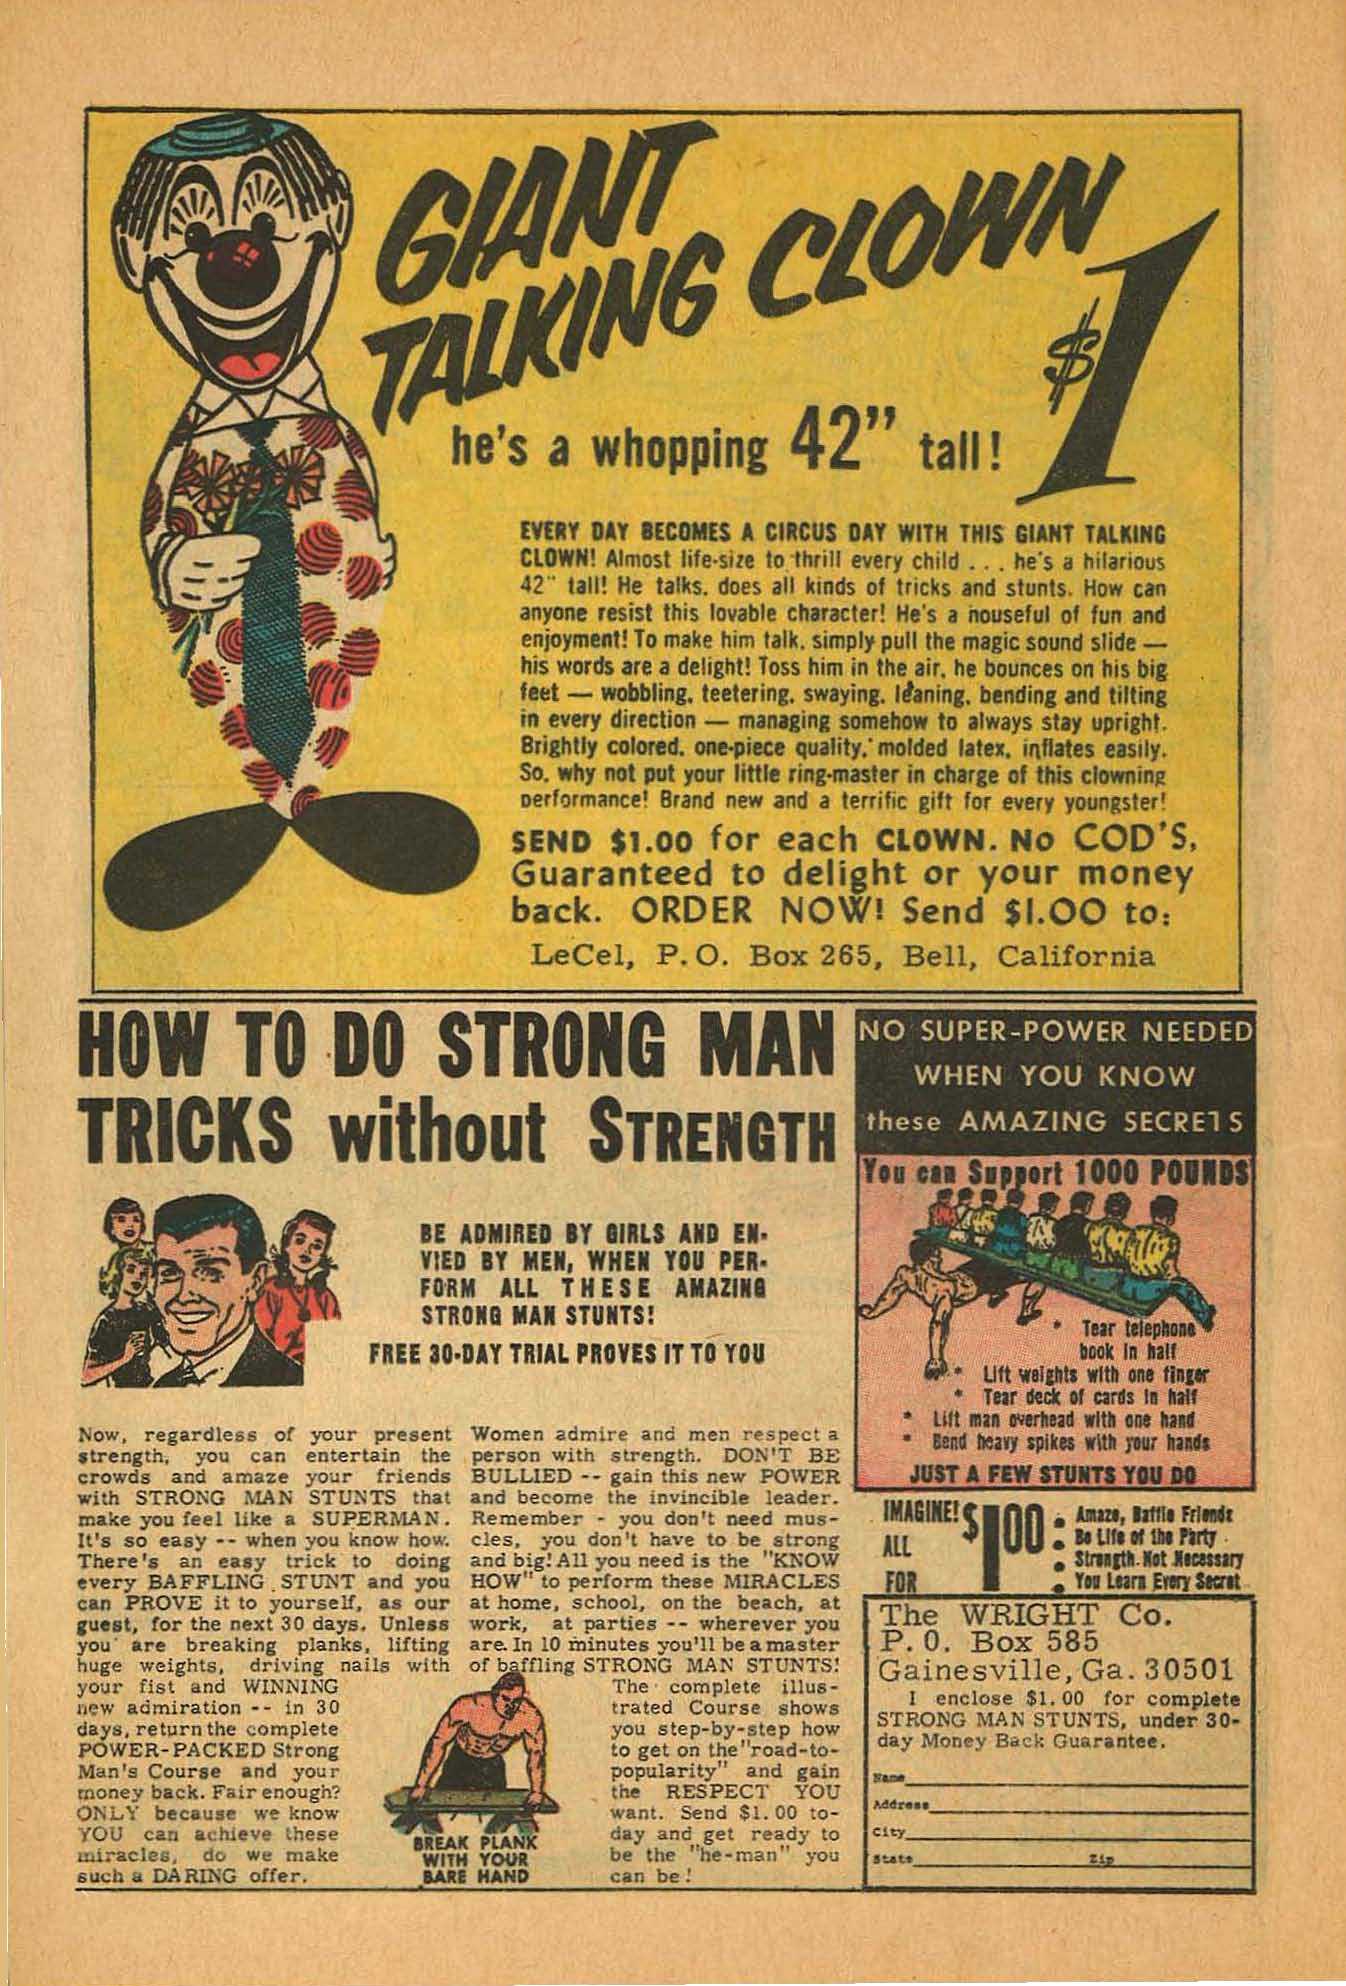 GIANT
TALKING CLOWN
$1
he's a whopping 42" tall!
EVERY DAY BECOMES A CIRCUS DAY WITH THIS GIANT TALKING
CLOWN! Almost life-size to thrill every child . . . he's a hilarious
42" tall! He talks, does all kinds of tricks and stunts. How can
anyone resist this lovable character! He's a houseful of fun and
enjoyment! To make him talk, simply pull the magic sound slide —
his words are a delight! Toss him in the air, he bounces on his big
feet — wobbling, teetering, swaying, leaning, bending and tilting
in every direction — managing somehow to always stay upright.
Brightly colored, one-piece quality, molded latex, inflates easily.
So, why not put your little ring-master in charge of this clowning
performance! Brand new and a terrific gift for every youngster!
SEND $1.00 for each CLOWN. No COD'S,
Guaranteed to delight or your money
back. ORDER NOW! Send $1.00 to:
LeCel, P.O. Box 265, Bell, California
HOW TO DO STRONG MAN
TRICKS without STRENGTH
BE ADMIRED BY GIRLS AND EN-
VIED BY MEN, WHEN YOU PER-
FORM ALL THESE AMAZING
STRONG MAN STUNTS!
FREE 30-DAY TRIAL PROVES IT TO YOU
Now, regardless of your present
strength, you can entertain the
crowds and amaze your friends
with STRONG MAN STUNTS that
make you feel like a SUPERMAN.
It's so easy -- when you know how.
There's an easy trick to doing
every BAFFLING STUNT and you
can PROVE it to yourself, as our
guest, for the next 30 days. Unless
you are breaking planks, lifting
huge weights, driving nails with
your fist and WINNING
new admiration -- in 30
days, return the complete
POWER-PACKED Strong
Man's Course and your
money back. Fair enough?
ONLY because we know
YOU can achieve these
miracles, do we make
such a DARING offer.
Women admire and men respect a
person with strength. DON'T BE
BULLIED -- gain this new POWER
and become the invincible leader.
Remember - you don't need mus-
cles, you don't have to be strong
and big! All you need is the "KNOW
HOW" to perform these MIRACLES
at home, school, on the beach, at
work, at parties -- wherever you
are. In 10 minutes you'll be a master
of baffling STRONG MAN STUNTS!
The complete illus-
trated Course shows
you step-by-step how
to get on the "road-to-
popularity" and gain
the RESPECT YOU
want. Send $1.00 to-
day and get ready to
be the "he-man" you
can be!
BREAK PLANK
WITH YOUR
BARE HAND
NO SUPER-POWER NEEDED
WHEN YOU KNOW
these AMAZING SECRETS
You can Support 1000 POUNDS
* Tear telephone
book in half
* Lift weights with one finger
* Tear deck of cards in half
* Lift man overhead with one hand
* Bend heavy spikes with your hands
JUST A FEW STUNTS YOU DO
IMAGINE!
ALL
FOR
$1.00
• Amaze, Baffle Friends
• Be Life of the Party
• Strength Not Necessary
• You Learn Every Secret
The WRIGHT Co.
P.O. Box 585
Gainesville, Ga. 30501
I enclose $1.00 for complete
STRONG MAN STUNTS, under 30-
day Money Back Guarantee.
Name
Address
City
State Zip